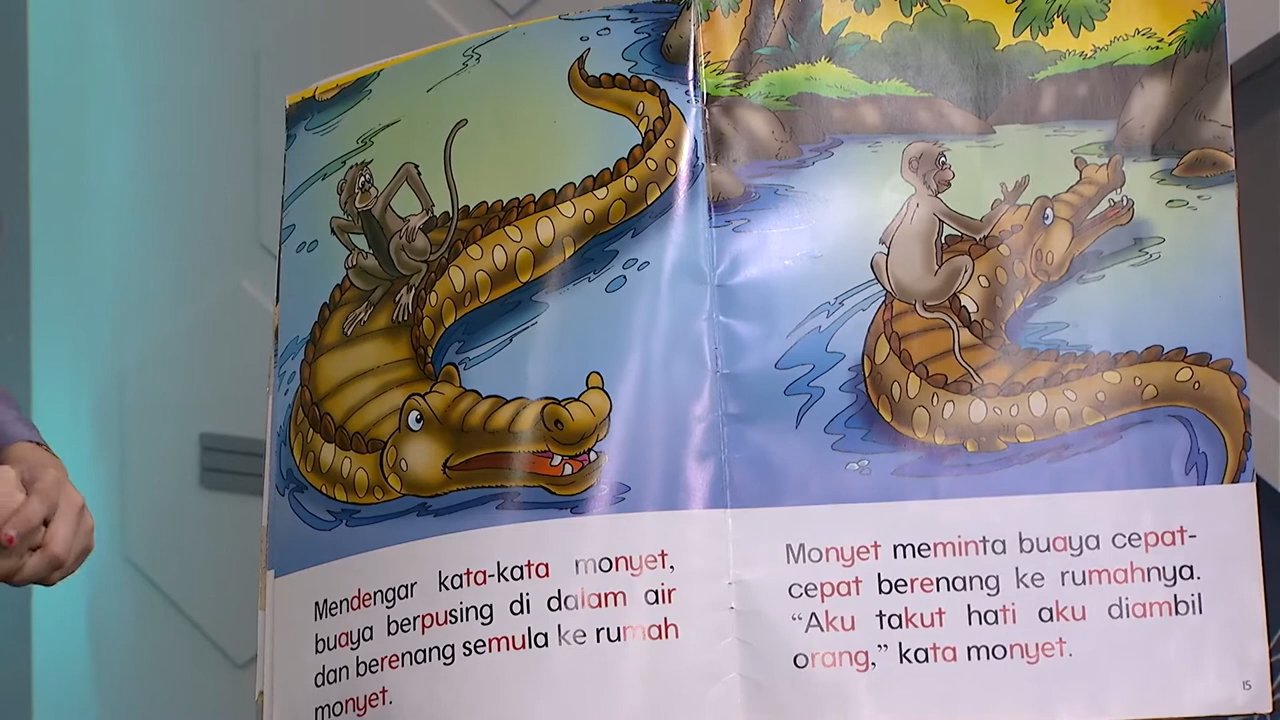 Mendengar kata-kata monyet,
buaya berpusing di dalam air
dan berenang semula ke rumah
monyet.
Monyet meminta buaya cepat-
cepat berenang ke rumahnya.
“Aku takut hati aku diambil
orang,” kata monyet.
15